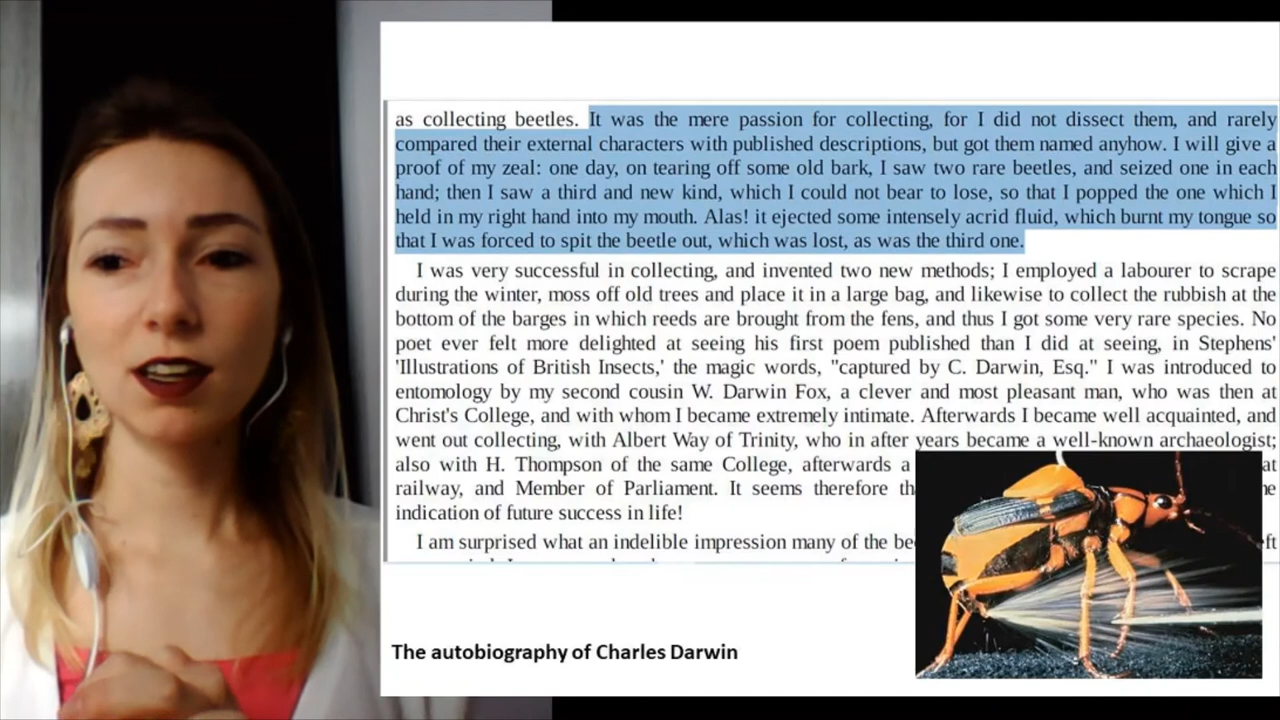 as collecting beetles. It was the mere passion for collecting, for I did not dissect them, and rarely
compared their external characters with published descriptions, but got them named anyhow. I will give a
proof of my zeal: one day, on tearing off some old bark, I saw two rare beetles, and seized one in each
hand; then I saw a third and new kind, which I could not bear to lose, so that I popped the one which I
held in my right hand into my mouth. Alas! it ejected some intensely acrid fluid, which burnt my tongue so
that I was forced to spit the beetle out, which was lost, as was the third one.
I was very successful in collecting, and invented two new methods; I employed a labourer to scrape
during the winter, moss off old trees and place it in a large bag, and likewise to collect the rubbish at the
bottom of the barges in which reeds are brought from the fens, and thus I got some very rare species. No
poet ever felt more delighted at seeing his first poem published than I did at seeing, in Stephens'
'Illustrations of British Insects,' the magic words, "captured by C. Darwin, Esq." I was introduced to
entomology by my second cousin W. Darwin Fox, a clever and most pleasant man, who was then at
Christ's College, and with whom I became extremely intimate. Afterwards I became well acquainted, and
went out collecting, with Albert Way of Trinity, who in after years became a well-known archaeologist;
also with H. Thompson of the same College, afterwards a
railway, and Member of Parliament. It seems therefore
indication of future success in life!
I am surprised what an indelible impression many of the
The autobiography of Charles Darwin